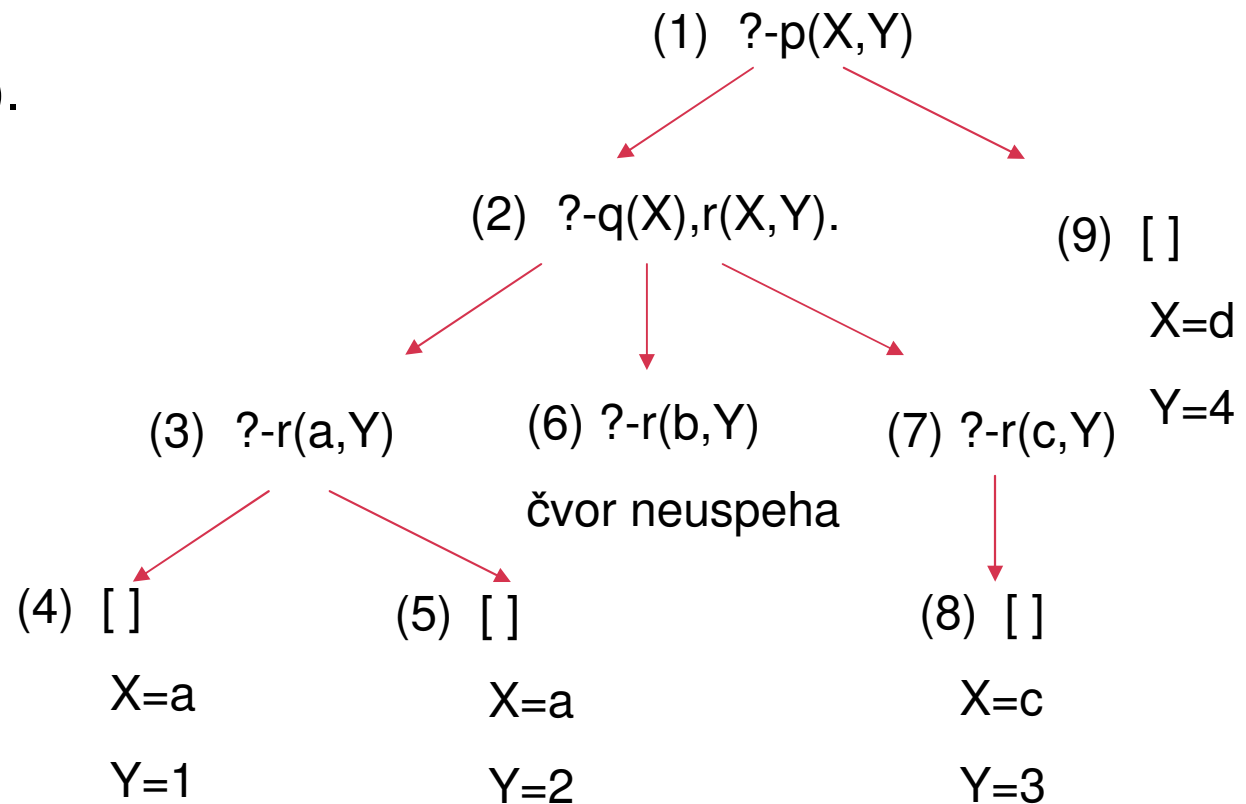 (1) ?-p(X,Y)
).
(2) ?-q(X),r(X,Y).
(9) [ ]
X=d
Y=4
(3) ?-r(a,Y)
(6) ?-r(b,Y)
(7) ?-r(c,Y)
čvor neuspeha
(4) [ ]
X=a
Y=1
(5) [ ]
X=a
Y=2
(8) [ ]
X=c
Y=3